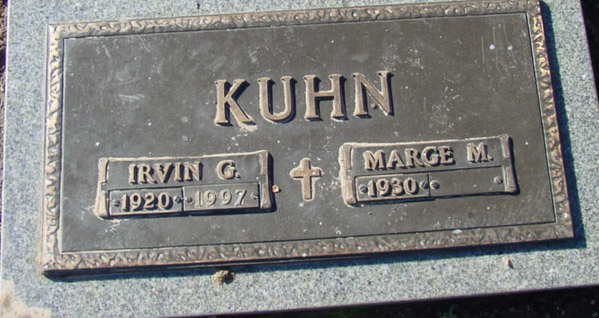 KUHN
IRVIN G. MARGE M.
1920 1997 1930